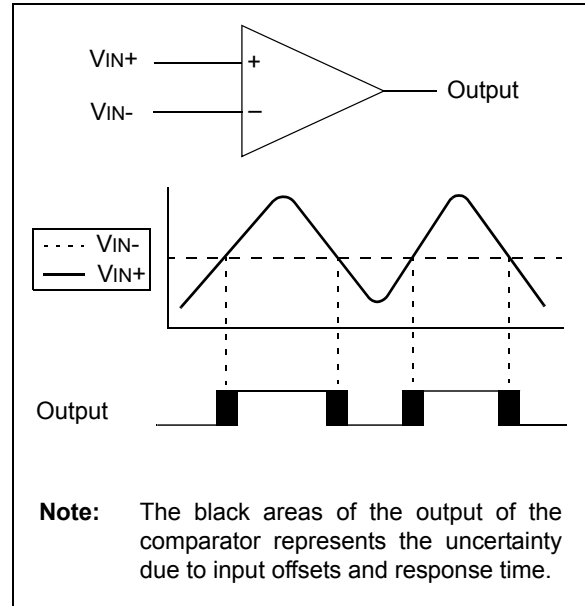 VIN+
+
Output
VIN-
–
VIN-
VIN+
Output
Note: The black areas of the output of the
comparator represents the uncertainty
due to input offsets and response time.